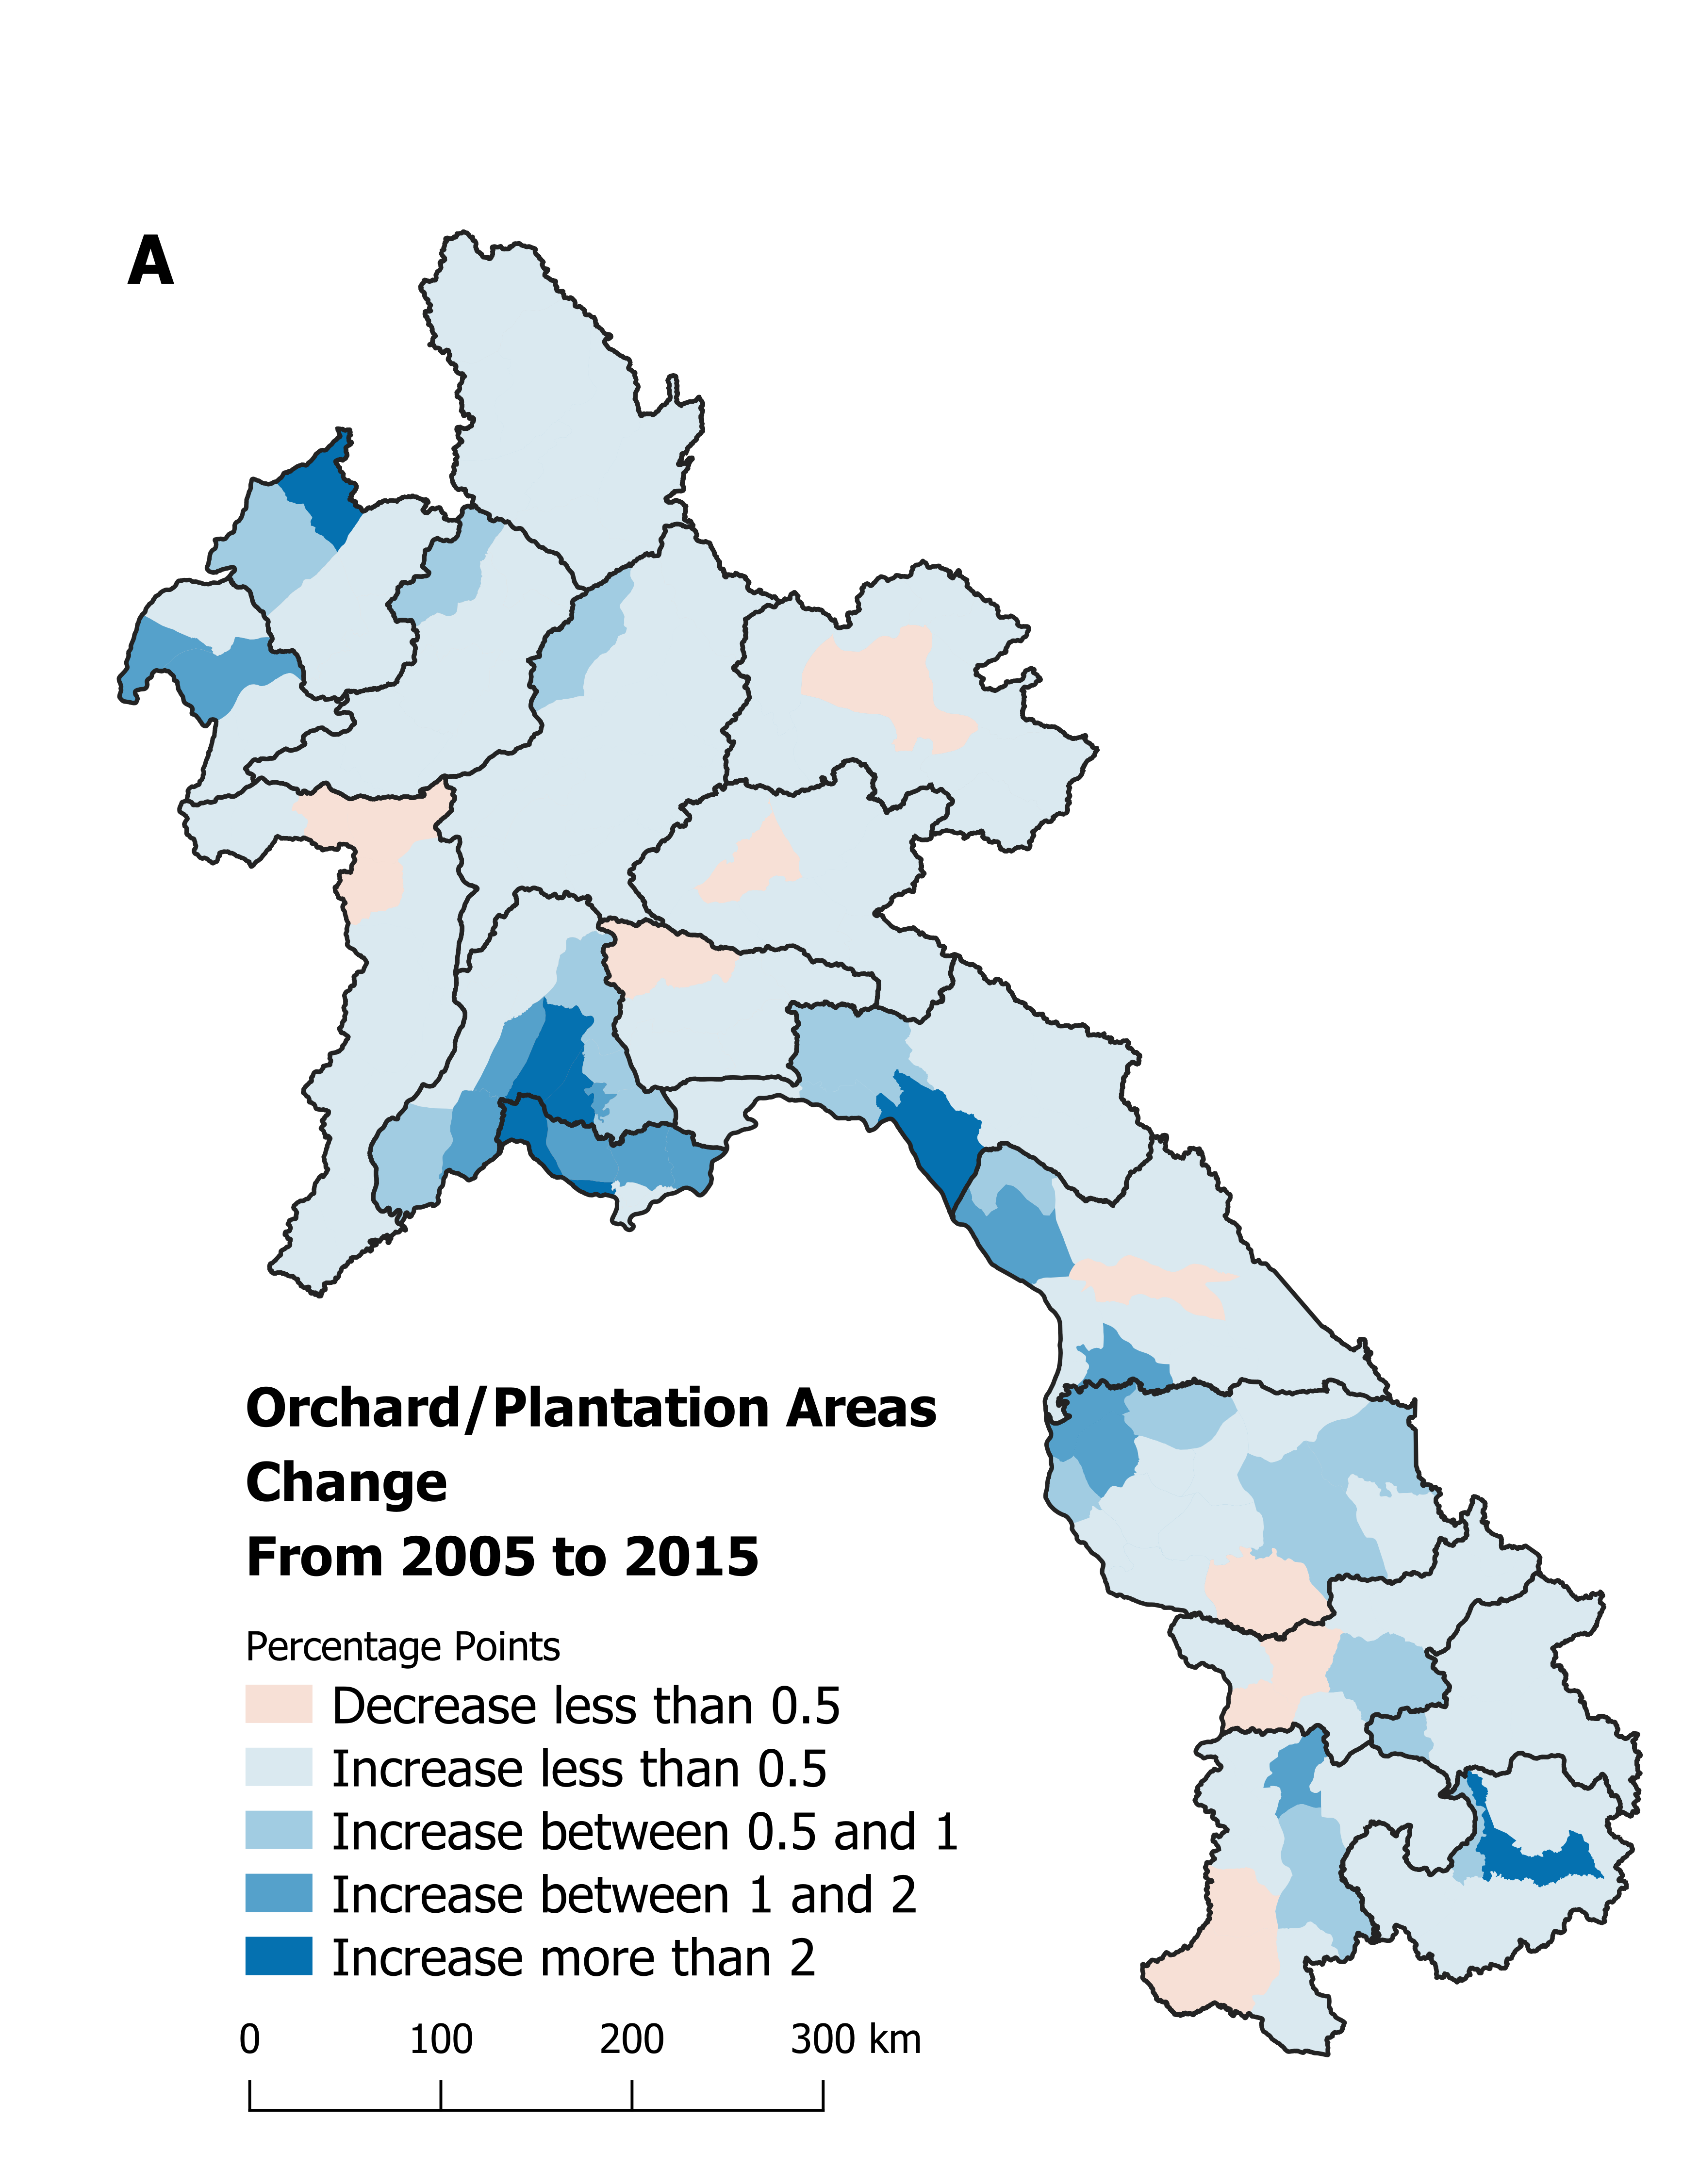 A
Orchard/Plantation Areas
Change
From 2005 to 2015
Percentage Points
Decrease less than 0.5
Increase less than 0.5
Increase between 0.5 and 1
Increase between 1 and 2
Increase more than 2
0 100 200 300 km